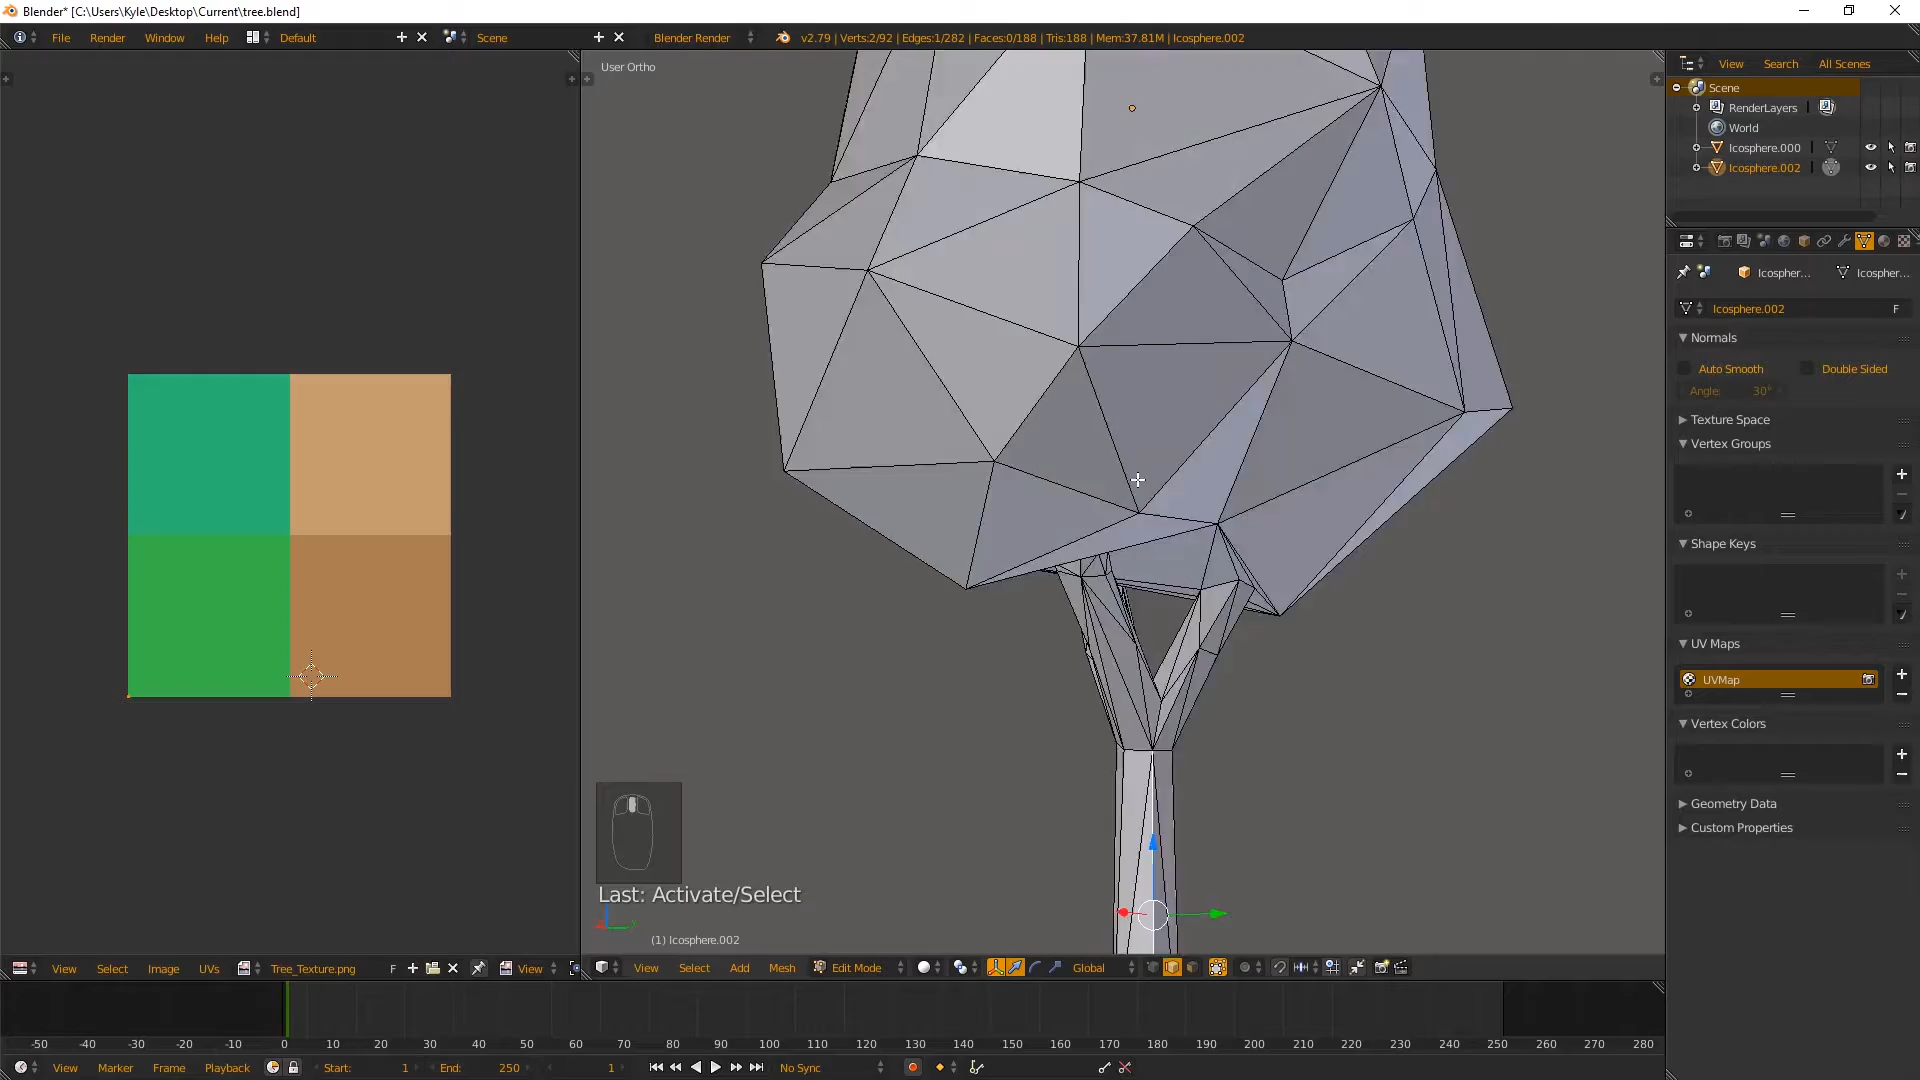 Blender* [C:\Users\Kyle\Desktop\Current\tree.blend]
File Render Window Help Default Scene Blender Render v2.79 | Verts:2/92 | Edges:1/282 | Faces:0/188 | Tris:188 | Mem:37.81M | Icosphere.002
User Ortho
View Search All Scenes
Scene
RenderLayers
World
Icosphere.000
Icosphere.002
Icospher... Icospher...
Icosphere.002 F
Normals
Auto Smooth Double Sided
Angle: 30°
Texture Space
Vertex Groups
Shape Keys
UV Maps
UVMap
Vertex Colors
Geometry Data
Custom Properties
Last: Activate/Select
(1) Icosphere.002
View Select Image UVs Tree_Texture.png F View
View Select Add Mesh Edit Mode Global
-50 -40 -30 -20 -10 0 10 20 30 40 50 60 70 80 90 100 110 120 130 140 150 160 170 180 190 200 210 220 230 240 250 260 270 280
View Marker Frame Playback Start: 1 End: 250 1 No Sync